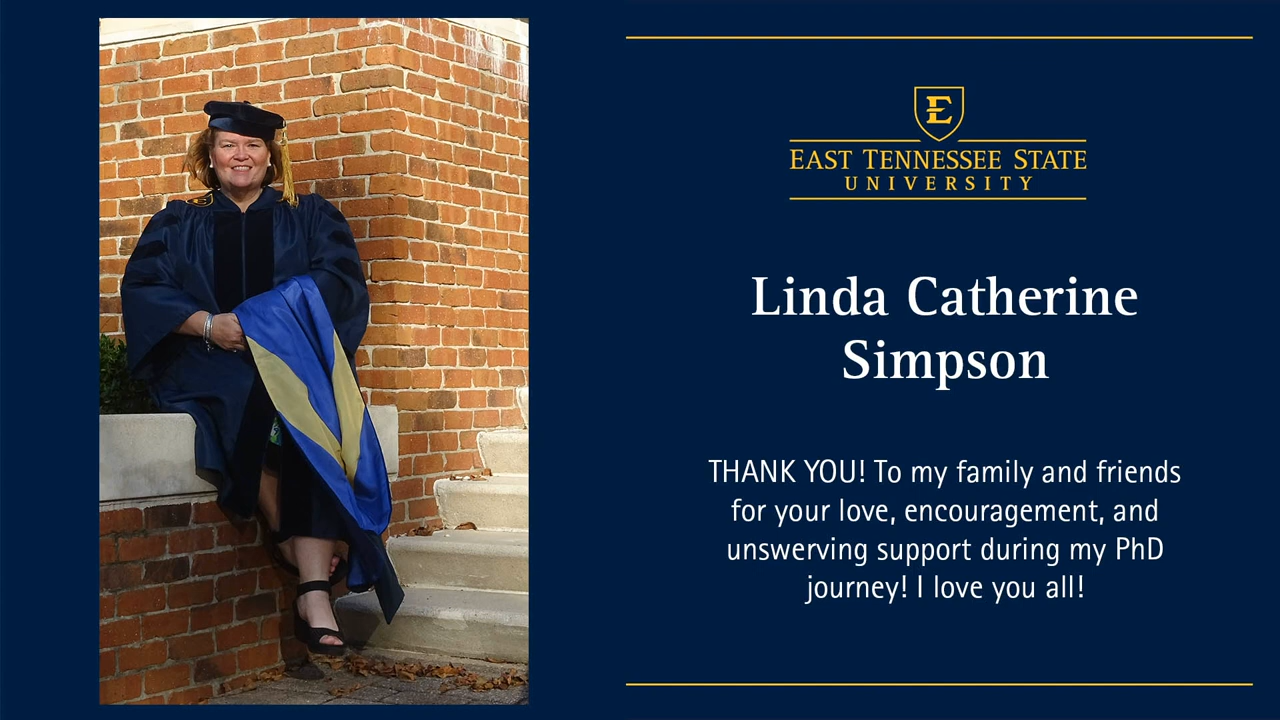 E
EAST TENNESSEE STATE
UNIVERSITY
Linda Catherine
Simpson
THANK YOU! To my family and friends
for your love, encouragement, and
unswerving support during my PhD
journey! I love you all!